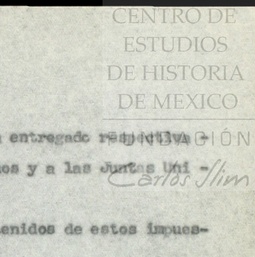 CENTRO DE
ESTUDIOS
DE HISTORIA
DE MEXICO
FUNDACIÓN
Carlos Slim
entregado respectiva -
os y a las Juntas Uni -
enidos de estos impues-